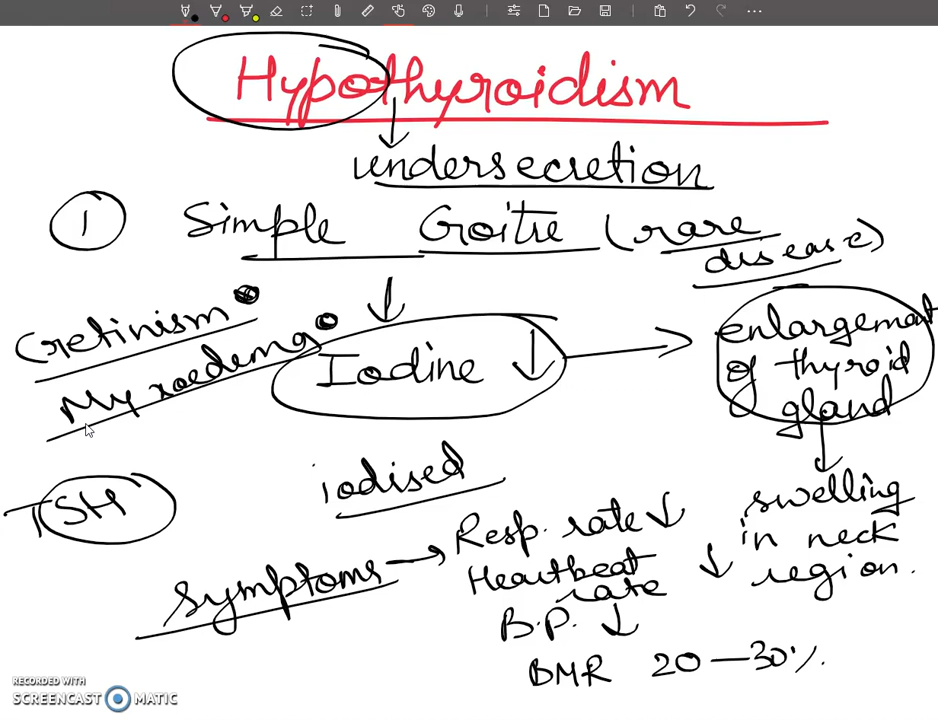 Hypothyroidism
undersecretion
1 Simple Goitre (rare disease)
Cretinism
Myxoedema
Iodine ↓
enlargement
of thyroid
gland
TSH
iodised
swelling
in neck
region.
symptoms → Resp. rate ↓
Heartbeat rate ↓
B.P. ↓
BMR 20-30%.
RECORDED WITH
SCREENCAST MATIC